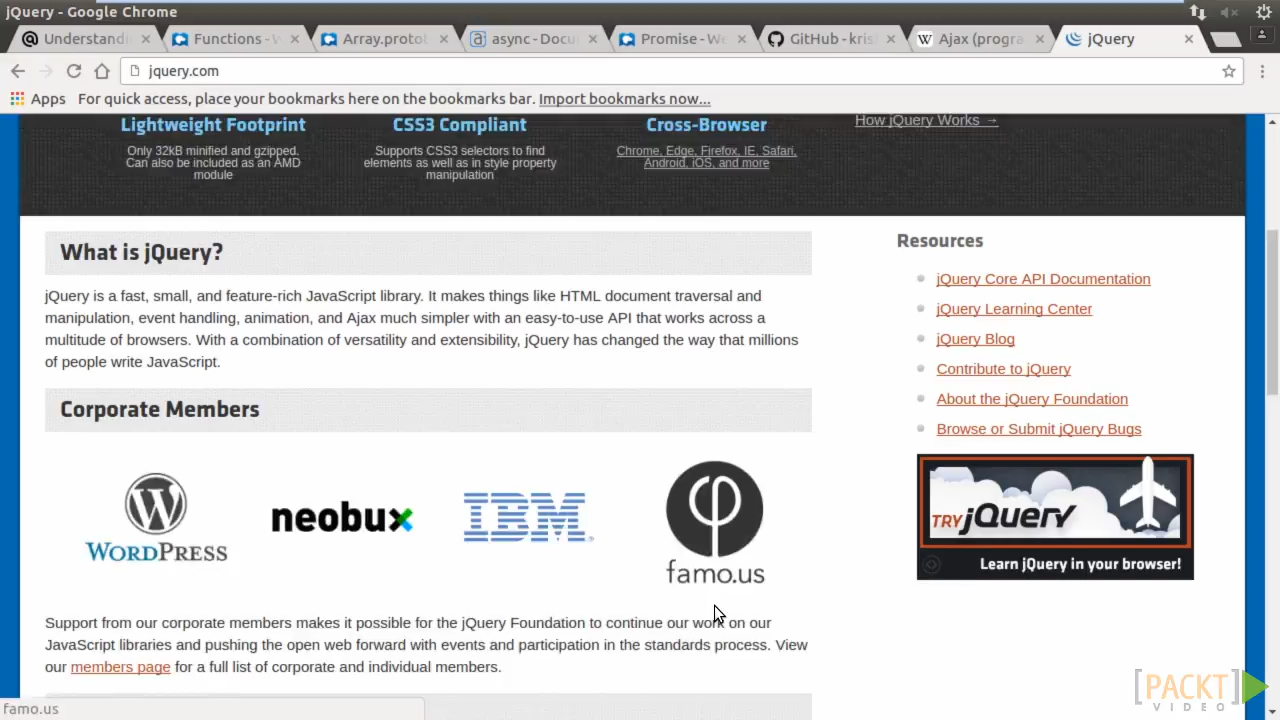 jQuery - Google Chrome
Understandi
Functions - W
Array.proto
async - Docu
Promise - We
GitHub - kris
Ajax (progra
jQuery
jquery.com
Apps
For quick access, place your bookmarks here on the bookmarks bar. Import bookmarks now...
Lightweight Footprint
Only 32kB minified and gzipped.
Can also be included as an AMD
module
CSS3 Compliant
Supports CSS3 selectors to find
elements as well as in style property
manipulation
Cross-Browser
Chrome, Edge, Firefox, IE, Safari,
Android, iOS, and more
How jQuery Works →
What is jQuery?
jQuery is a fast, small, and feature-rich JavaScript library. It makes things like HTML document traversal and
manipulation, event handling, animation, and Ajax much simpler with an easy-to-use API that works across a
multitude of browsers. With a combination of versatility and extensibility, jQuery has changed the way that millions
of people write JavaScript.
Corporate Members
WORDPRESS
neobux
IBM
famo.us
Support from our corporate members makes it possible for the jQuery Foundation to continue our work on our
JavaScript libraries and pushing the open web forward with events and participation in the standards process. View
our members page for a full list of corporate and individual members.
Resources
jQuery Core API Documentation
jQuery Learning Center
jQuery Blog
Contribute to jQuery
About the jQuery Foundation
Browse or Submit jQuery Bugs
TRY jQuery
Learn jQuery in your browser!
famo.us
[PACKT]
VIDEO